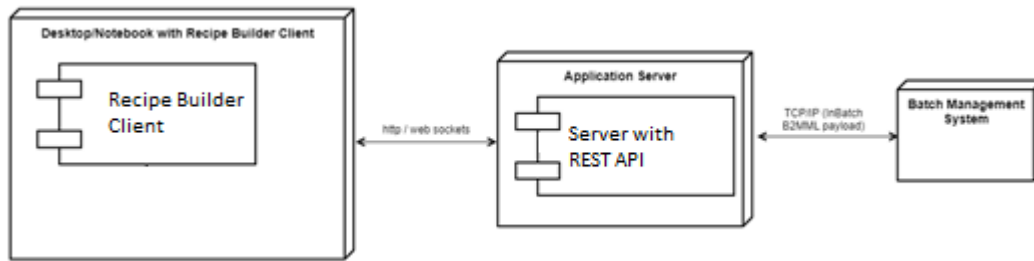 Desktop/Notebook with Recipe Builder Client
Recipe Builder
Client
http / web sockets
Application Server
Server with
REST API
TCP/IP (InBatch
B2MML payload)
Batch Management
System